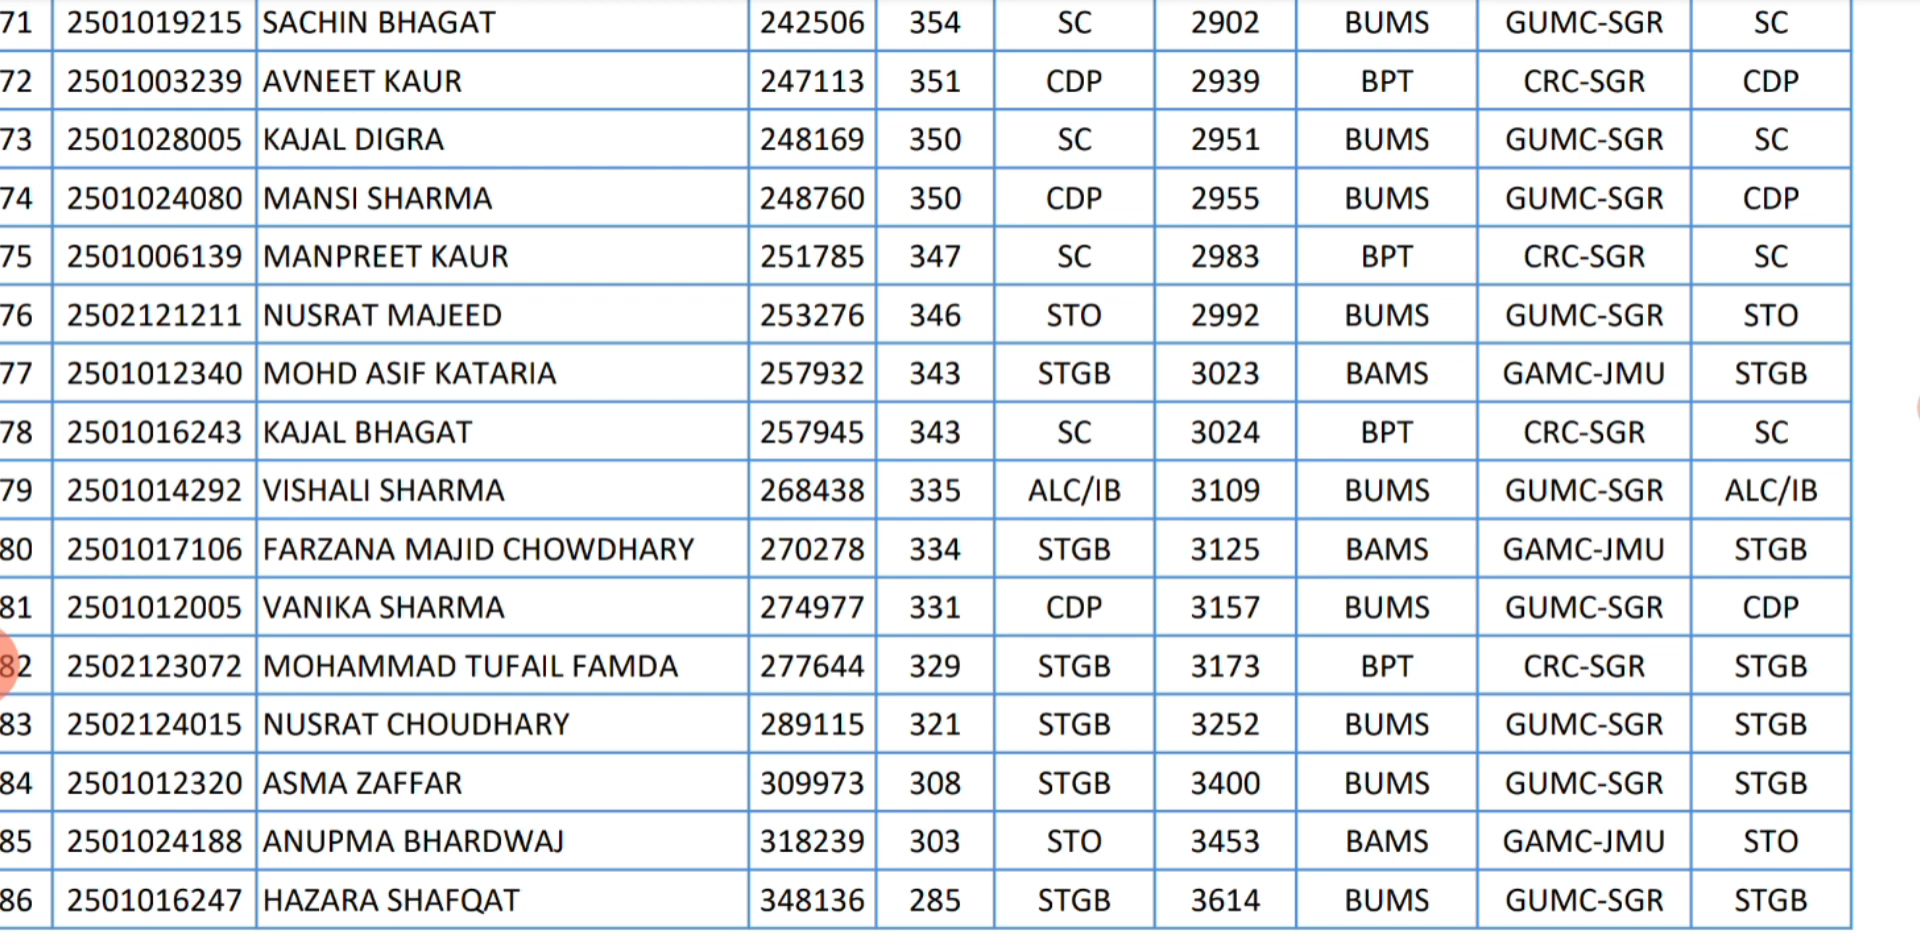 71 2501019215 SACHIN BHAGAT 242506 354 SC 2902 BUMS GUMC-SGR SC
72 2501003239 AVNEET KAUR 247113 351 CDP 2939 BPT CRC-SGR CDP
73 2501028005 KAJAL DIGRA 248169 350 SC 2951 BUMS GUMC-SGR SC
74 2501024080 MANSI SHARMA 248760 350 CDP 2955 BUMS GUMC-SGR CDP
75 2501006139 MANPREET KAUR 251785 347 SC 2983 BPT CRC-SGR SC
76 2502121211 NUSRAT MAJEED 253276 346 STO 2992 BUMS GUMC-SGR STO
77 2501012340 MOHD ASIF KATARIA 257932 343 STGB 3023 BAMS GAMC-JMU STGB
78 2501016243 KAJAL BHAGAT 257945 343 SC 3024 BPT CRC-SGR SC
79 2501014292 VISHALI SHARMA 268438 335 ALC/IB 3109 BUMS GUMC-SGR ALC/IB
80 2501017106 FARZANA MAJID CHOWDHARY 270278 334 STGB 3125 BAMS GAMC-JMU STGB
81 2501012005 VANIKA SHARMA 274977 331 CDP 3157 BUMS GUMC-SGR CDP
82 2502123072 MOHAMMAD TUFAIL FAMDA 277644 329 STGB 3173 BPT CRC-SGR STGB
83 2502124015 NUSRAT CHOUDHARY 289115 321 STGB 3252 BUMS GUMC-SGR STGB
84 2501012320 ASMA ZAFFAR 309973 308 STGB 3400 BUMS GUMC-SGR STGB
85 2501024188 ANUPMA BHARDWAJ 318239 303 STO 3453 BAMS GAMC-JMU STO
86 2501016247 HAZARA SHAFQAT 348136 285 STGB 3614 BUMS GUMC-SGR STGB